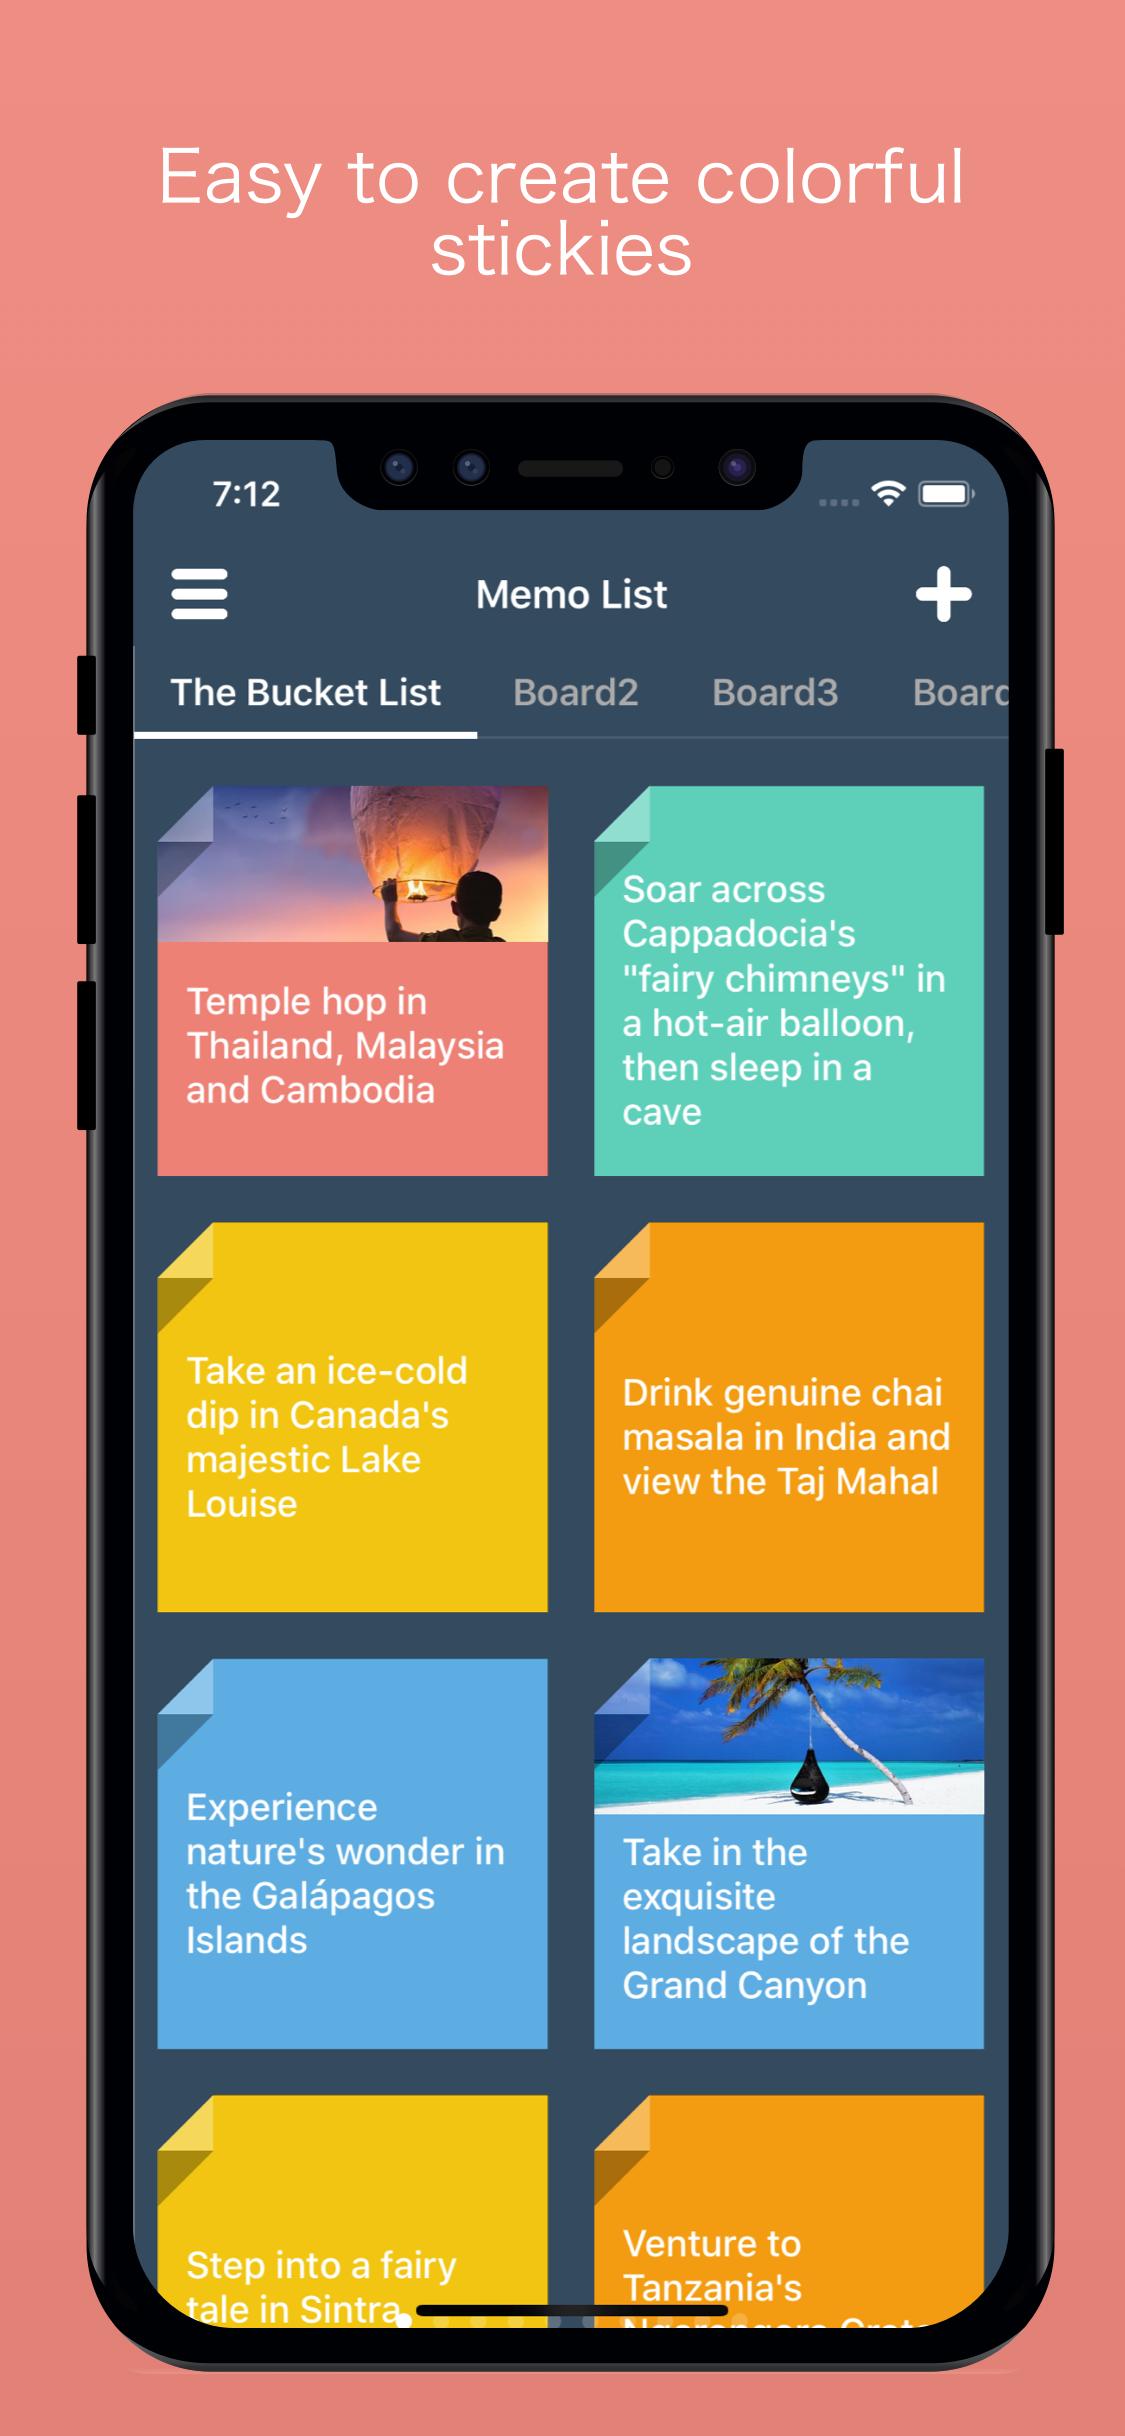 Easy to create colorful
stickies
7:12
Memo List
The Bucket List
Board2
Board3
Temple hop in
Thailand, Malaysia
and Cambodia
Soar across
Cappadocia's
"fairy chimneys" in
a hot-air balloon,
then sleep in a
cave
Take an ice-cold
dip in Canada's
majestic Lake
Louise
Drink genuine chai
masala in India and
view the Taj Mahal
Experience
nature's wonder in
the Galápagos
Islands
Take in the
exquisite
landscape of the
Grand Canyon
Step into a fairy
tale in Sintra
Venture to
Tanzania's